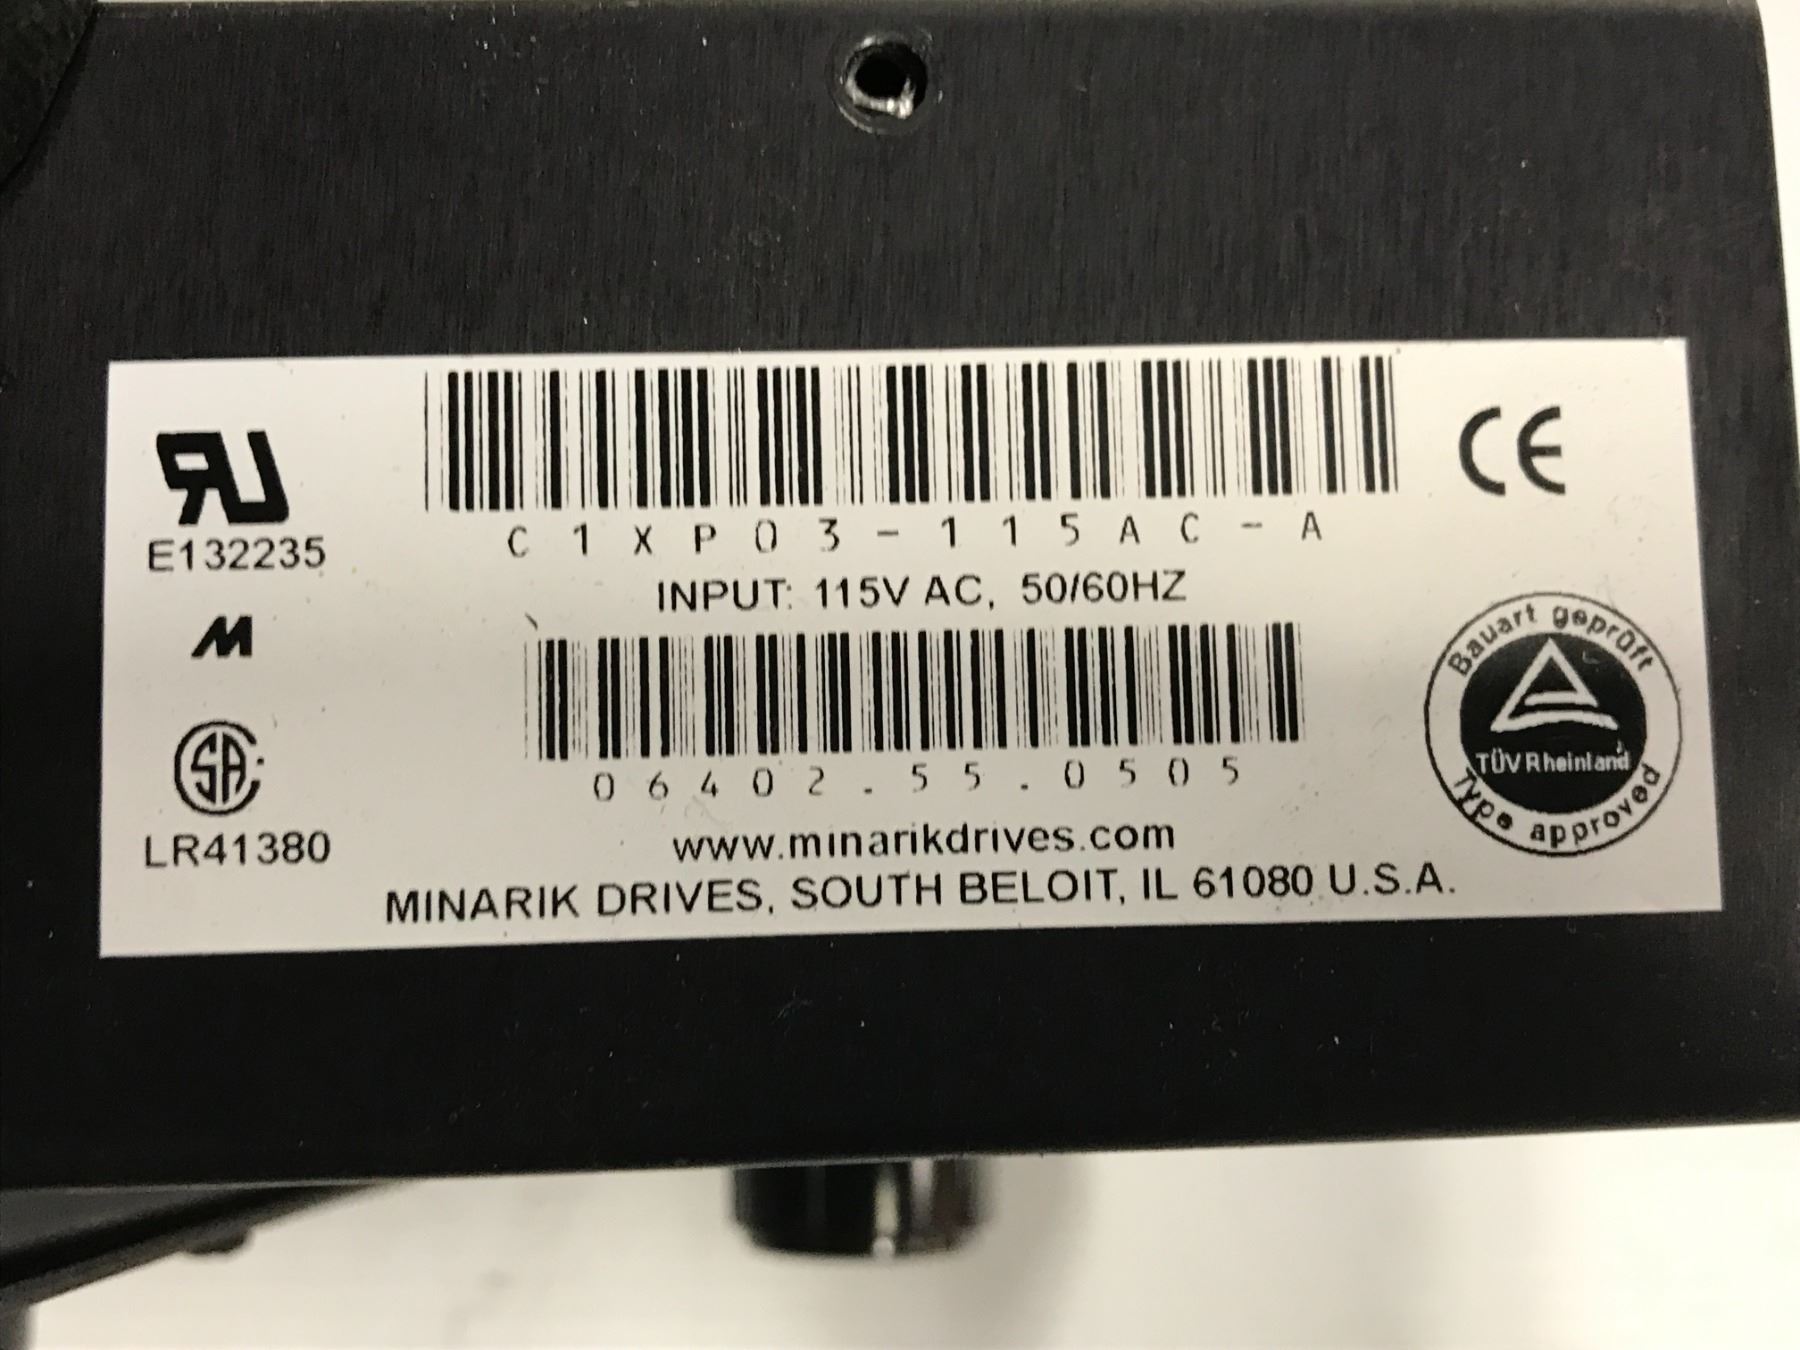 E132235
M
LR41380
C1XP03-115AC-A
INPUT: 115V AC, 50/60HZ
06402.55.0505
www.minarikdrives.com
MINARIK DRIVES, SOUTH BELOIT, IL 61080 U.S.A.
CE
Bauart geprüft
TÜV Rheinland
Type approved